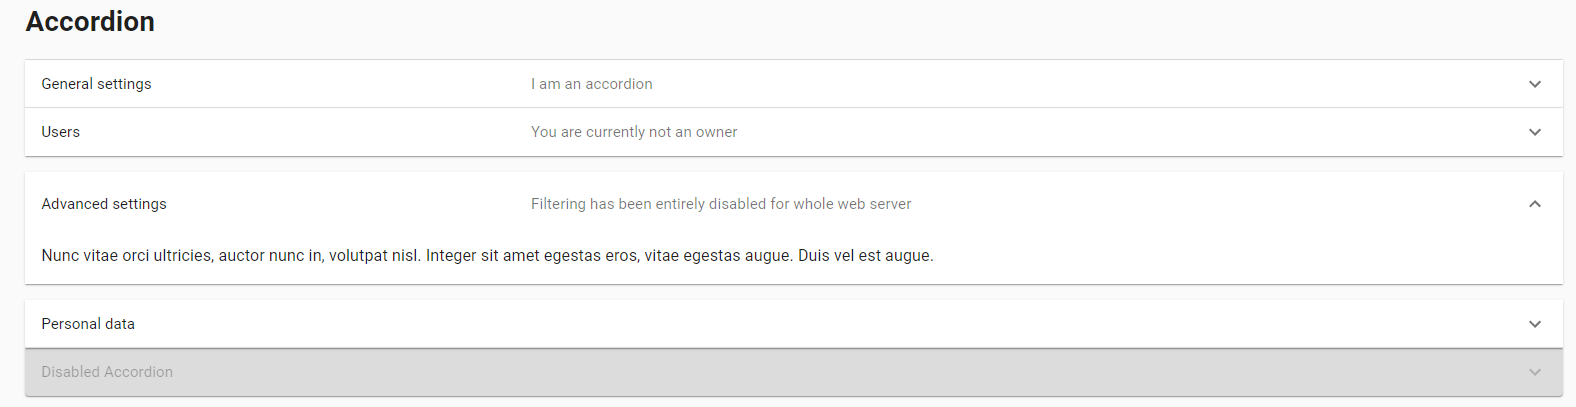 Accordion
General settings I am an accordion
Users You are currently not an owner
Advanced settings Filtering has been entirely disabled for whole web server
Nunc vitae orci ultricies, auctor nunc in, volutpat nisl. Integer sit amet egestas eros, vitae egestas augue. Duis vel est augue.
Personal data
Disabled Accordion